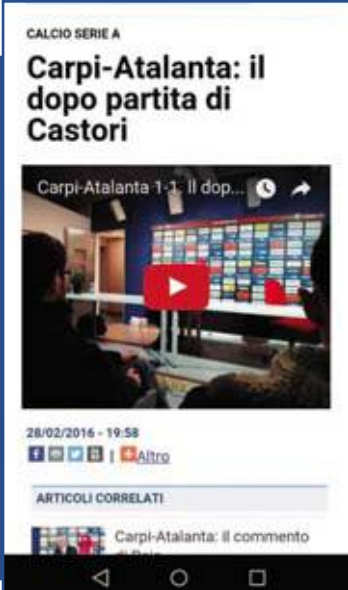 CALCIO SERIE A
Carpi-Atalanta: il
dopo partita di
Castori
Carpi-Atalanta 1-1: Il dop...
28/02/2016 - 19:58
| Altro
ARTICOLI CORRELATI
Carpi-Atalanta: il commento
di